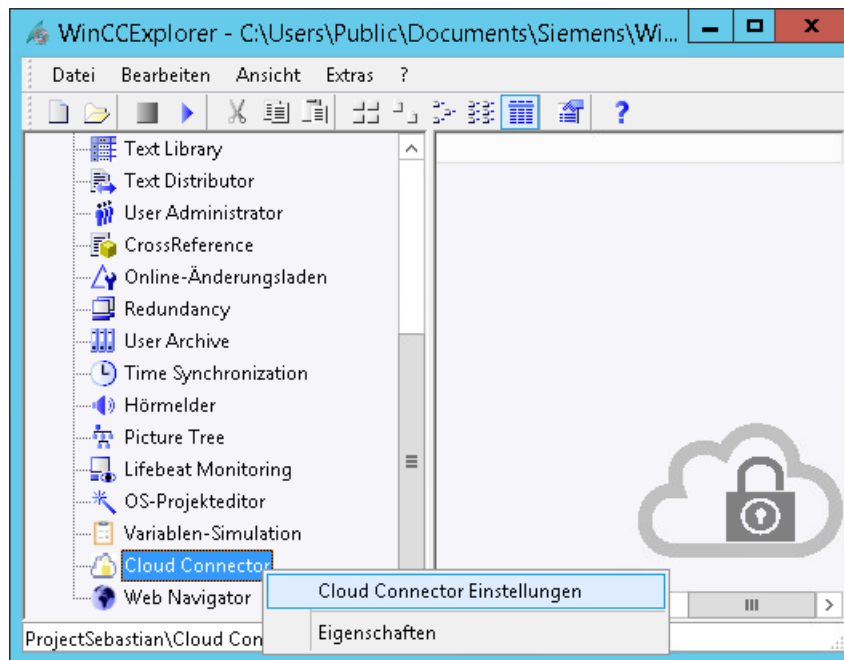 WinCCExplorer - C:\Users\Public\Documents\Siemens\Wi...
Datei Bearbeiten Ansicht Extras ?
Text Library
Text Distributor
User Administrator
CrossReference
Online-Änderungsladen
Redundancy
User Archive
Time Synchronization
Hörmelder
Picture Tree
Lifebeat Monitoring
OS-Projekteditor
Variablen-Simulation
Cloud Connector
Cloud Connector Einstellungen
Web Navigator
Eigenschaften
ProjectSebastian\Cloud Con